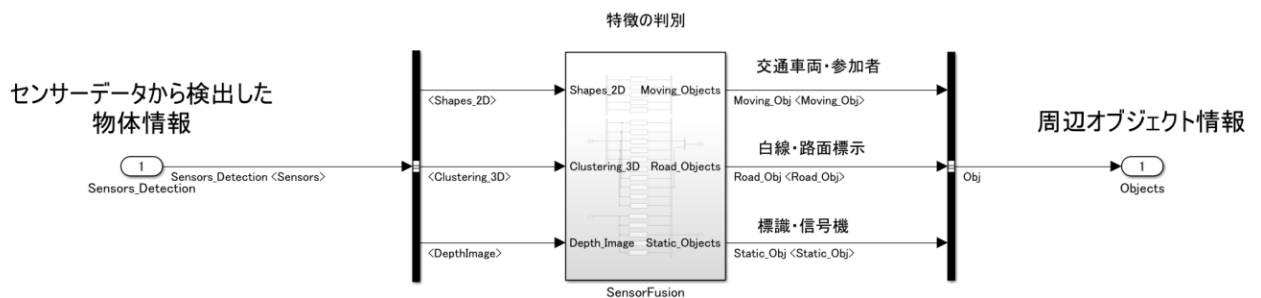 特徴の判別
センサーデータから検出した
物体情報
1
Sensors_Detection
Sensors_Detection <Sensors>
<Shapes_2D>
<Clustering_3D>
<DepthImage>
Shapes_2D
Clustering_3D
Depth_Image
Moving_Objects
Road_Objects
Static_Objects
SensorFusion
交通車両・参加者
Moving_Obj <Moving_Obj>
白線・路面標示
Road_Obj <Road_Obj>
標識・信号機
Static_Obj <Static_Obj>
Obj
周辺オブジェクト情報
1
Objects